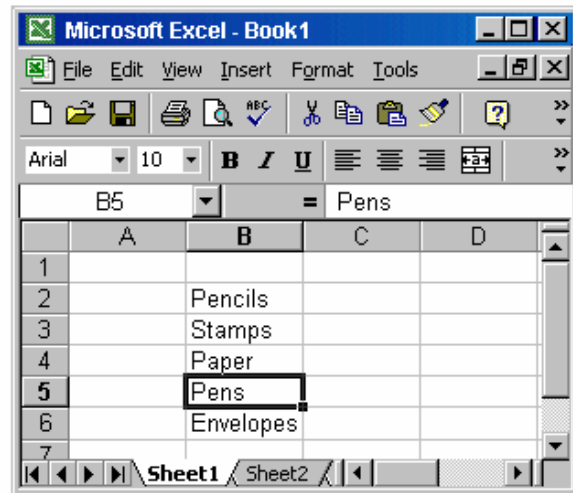 Microsoft Excel - Book1
File Edit View Insert Format Tools
ABC ? »
Arial 10 B I U a »
B5 = Pens
A B C D
1
2 Pencils
3 Stamps
4 Paper
5 Pens
6 Envelopes
7
Sheet1 Sheet2